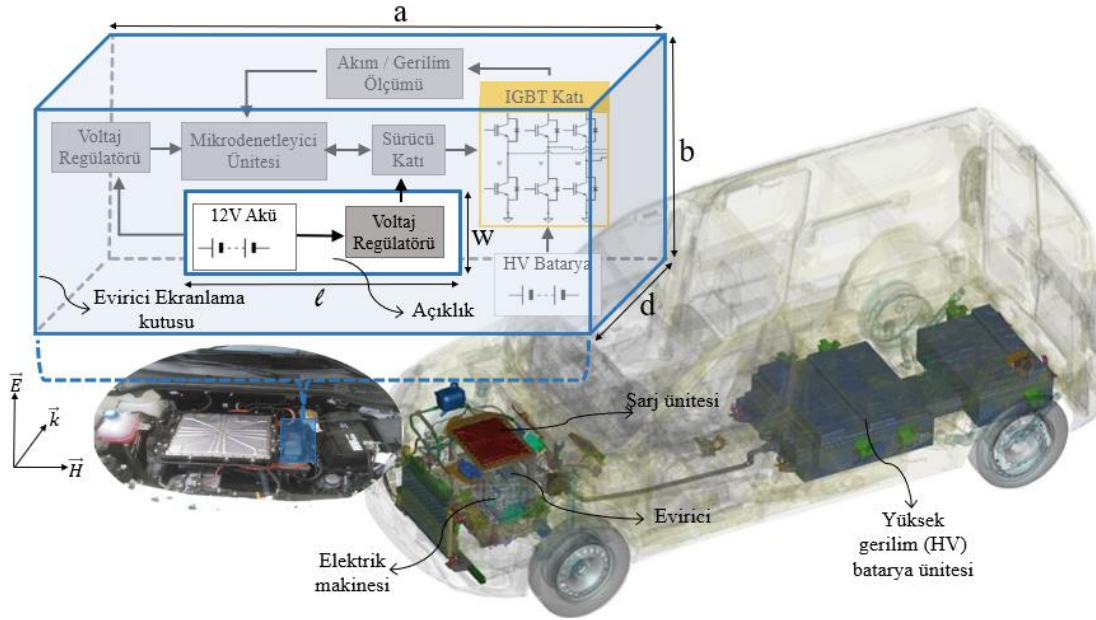 a
Akım / Gerilim
Ölçümü
IGBT Katı
Voltaj
Regülatörü
Mikrodenetleyici
Ünitesi
Sürücü
Katı
b
12V Akü
Voltaj
Regülatörü
w
HV Batarya
ℓ
Evirici Ekranlama
kutusu
Açıklık
d
E
k
H
Şarj ünitesi
Evirici
Elektrik
makinesi
Yüksek
gerilim (HV)
batarya ünitesi